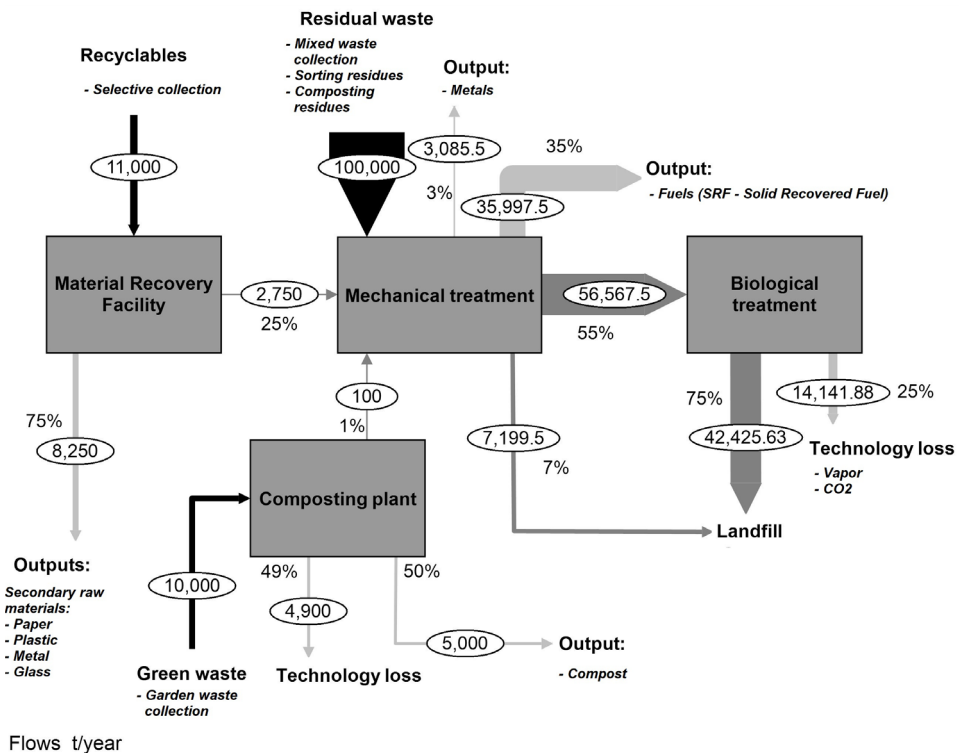 Residual waste
- Mixed waste
collection
- Sorting residues
- Composting
residues
Recyclables
- Selective collection
Output:
- Metals
11,000
100,000
3,085.5
3%
35%
35,997.5
Output:
- Fuels (SRF - Solid Recovered Fuel)
Material Recovery
Facility
2,750
25%
Mechanical treatment
56,567.5
55%
Biological
treatment
75%
8,250
100
1%
7,199.5
7%
75%
42,425.63
14,141.88
25%
Technology loss
- Vapor
- CO2
Landfill
Composting plant
10,000
49%
4,900
50%
5,000
Outputs:
Secondary raw
materials:
- Paper
- Plastic
- Metal
- Glass
Green waste
- Garden waste
collection
Technology loss
Output:
- Compost
Flows t/year